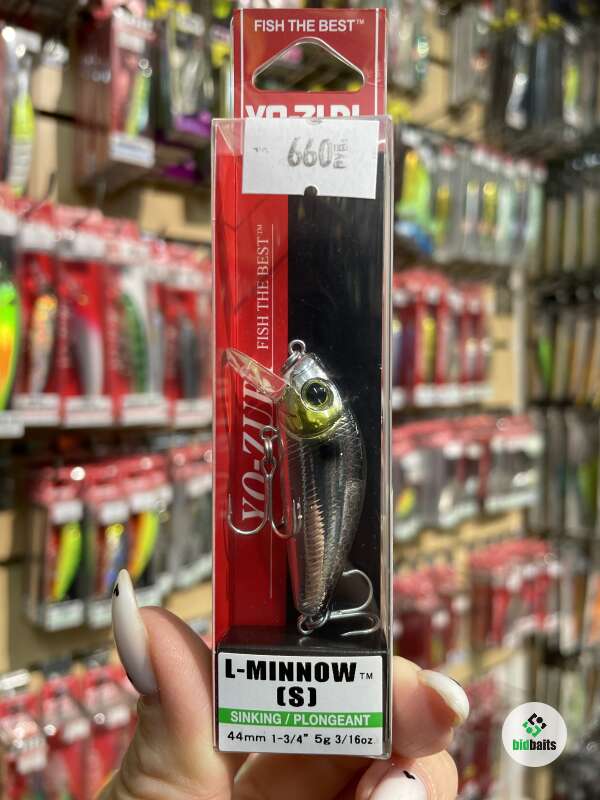 FISH THE BEST™
YO-ZURI
660 РУБ
FISH THE BEST™
YO-ZURI
L-MINNOW™
(S)
SINKING / PLONGEANT
44mm 1-3/4" 5g 3/16oz
bidbaits